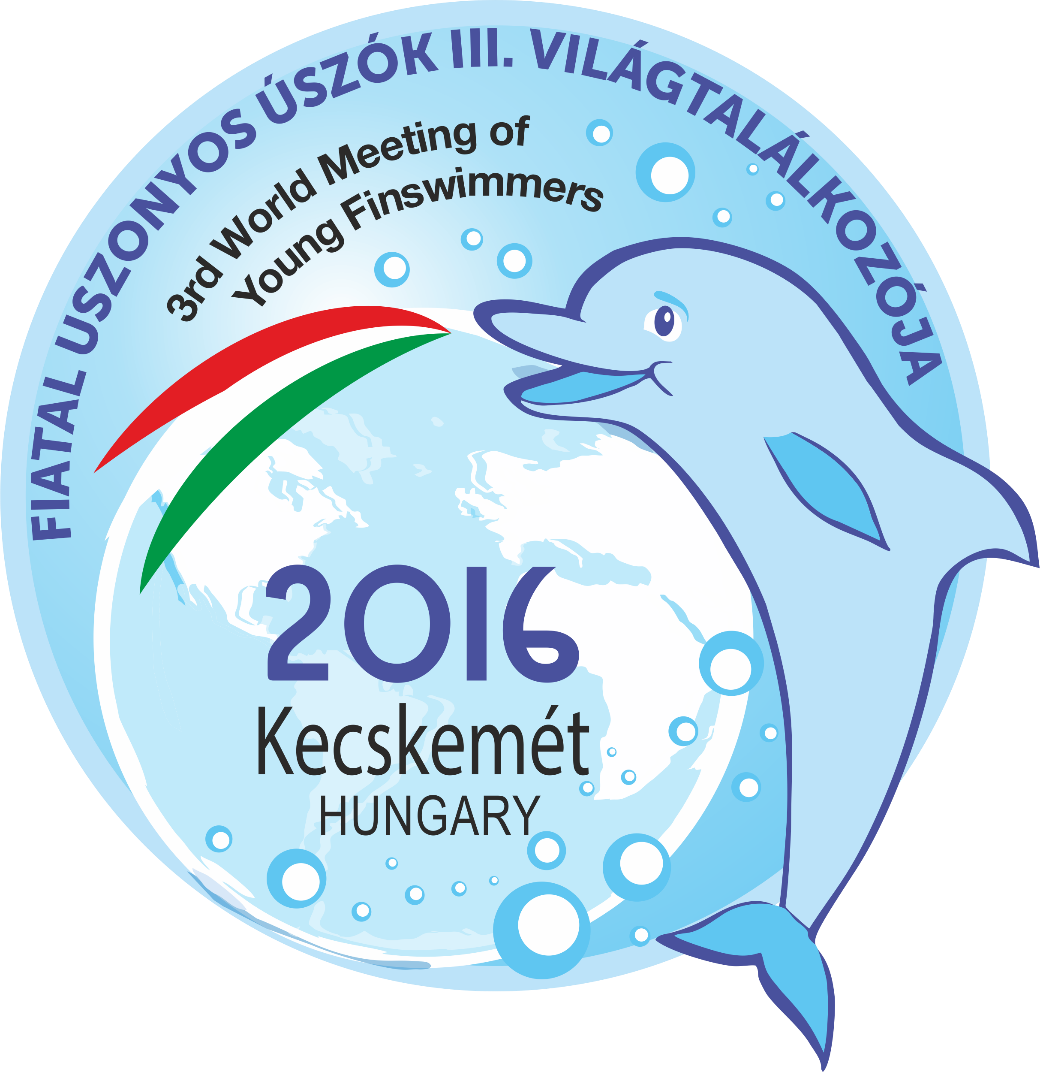 FIATAL USZONYOS ÚSZÓK III. VILÁGTALÁLKOZÓJA
3rd World Meeting of
Young Finswimmers
2016
Kecskemét
HUNGARY